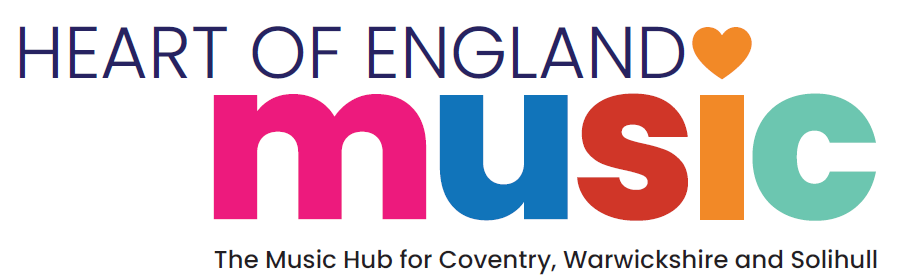 HEART OF ENGLAND
music
The Music Hub for Coventry, Warwickshire and Solihull